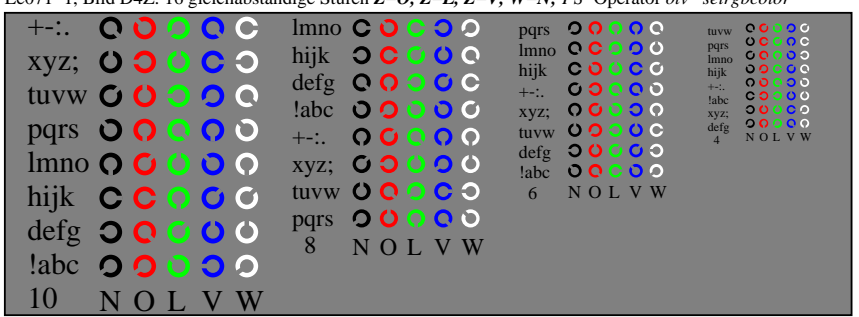 +-:.
xyz;
tuvw
pqrs
lmno
hijk
defg
!abc
10 N O L V W
lmno
hijk
defg
!abc
+-:.
xyz;
tuvw
pqrs
8 N O L V W
pqrs
lmno
hijk
+-:.
xyz;
tuvw
defg
!abc
6 N O L V W
tuvw
pqrs
lmno
hijk
+-:.
!abc
xyz;
defg
4 N O L V W